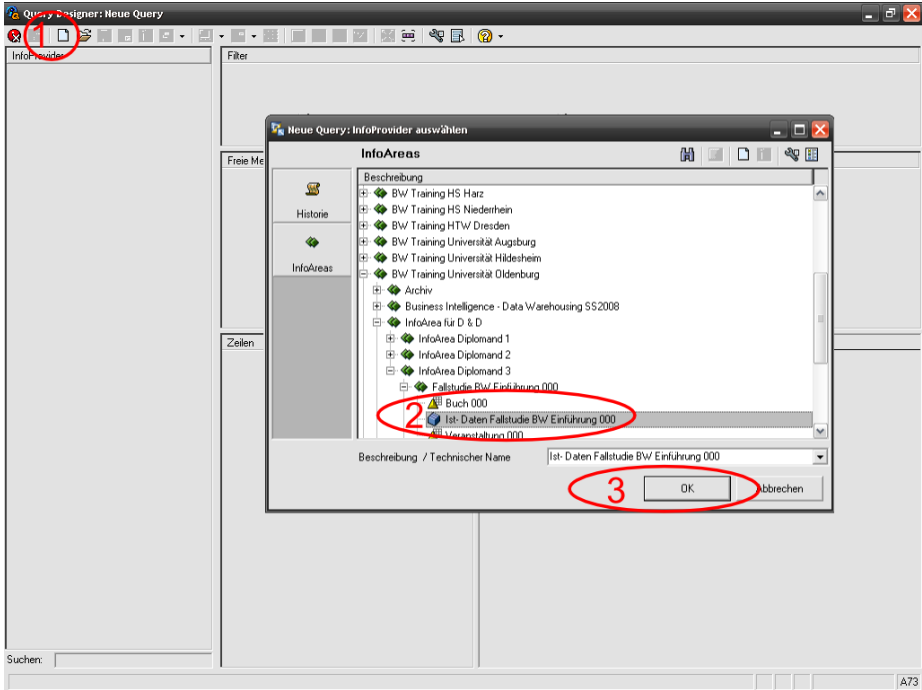 Query Designer: Neue Query
1
InfoProvider
Filter
Neue Query: InfoProvider auswählen
InfoAreas
Freie Me
Beschreibung
Historie
InfoAreas
BW Training HS Harz
BW Training HS Niederrhein
BW Training HTW Dresden
BW Training Universität Augsburg
BW Training Universität Hildesheim
BW Training Universität Oldenburg
Archiv
Business Intelligence - Data Warehousing SS2008
InfoArea für D & D
Zeilen
InfoArea Diplomand 1
InfoArea Diplomand 2
InfoArea Diplomand 3
Fallstudie BW Einführung 000
Buch 000
2
Ist- Daten Fallstudie BW Einführung 000
Veranstaltung 000
Beschreibung / Technischer Name
Ist- Daten Fallstudie BW Einführung 000
3
OK
Abbrechen
Suchen:
A73